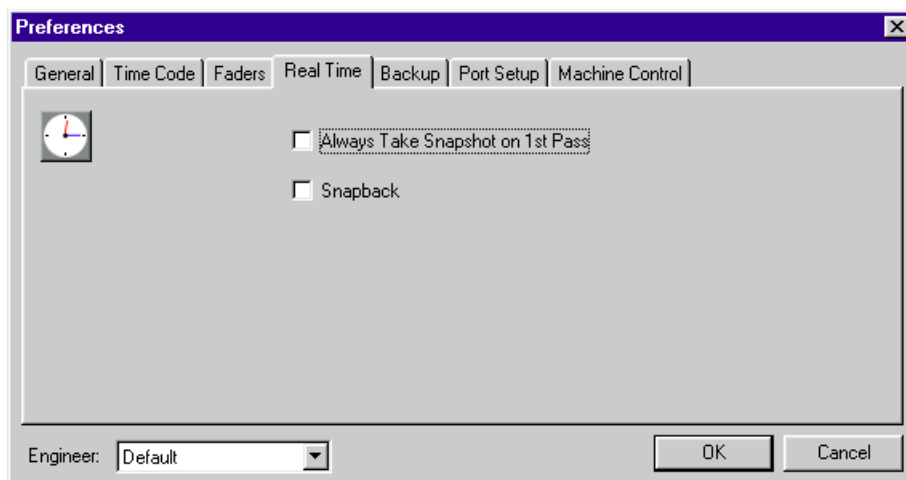 Preferences
General Time Code Faders Real Time Backup Port Setup Machine Control
Always Take Snapshot on 1st Pass
Snapback
Engineer: Default OK Cancel